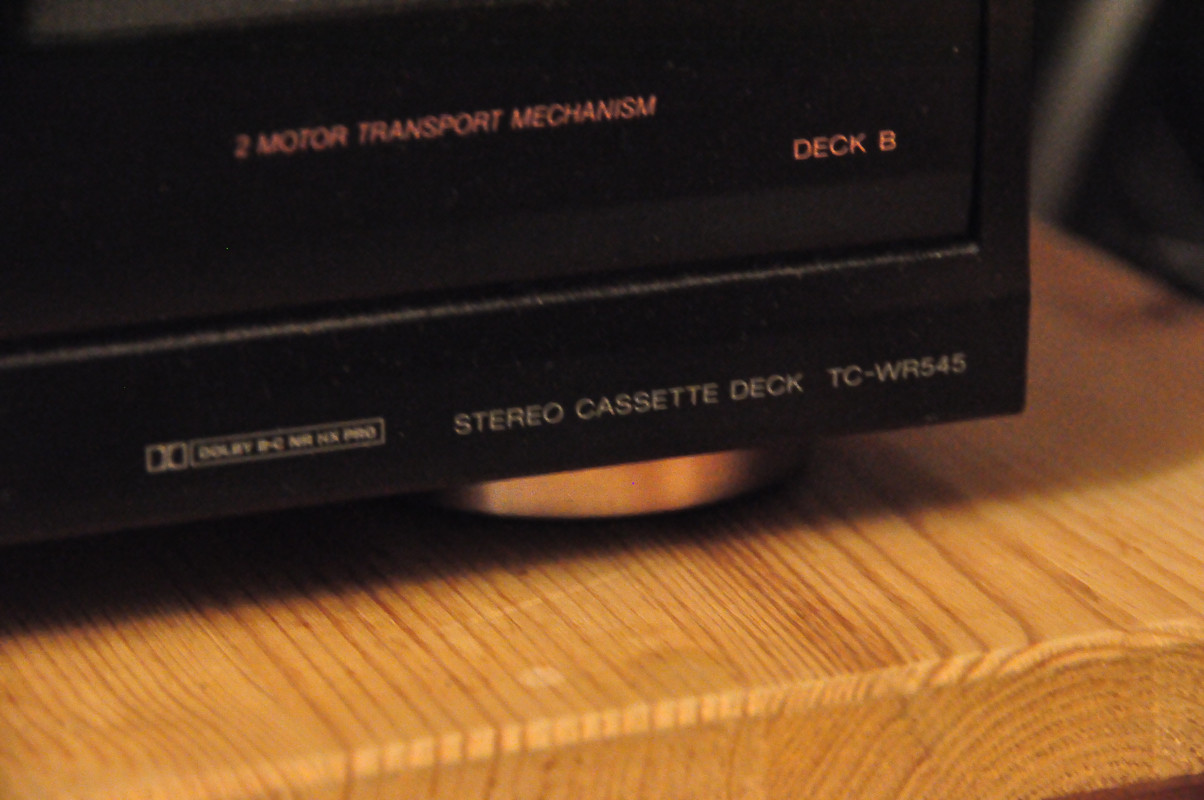 2 MOTOR TRANSPORT MECHANISM
DECK B
DOLBY B-C NR HX PRO
STEREO CASSETTE DECK TC-WR545